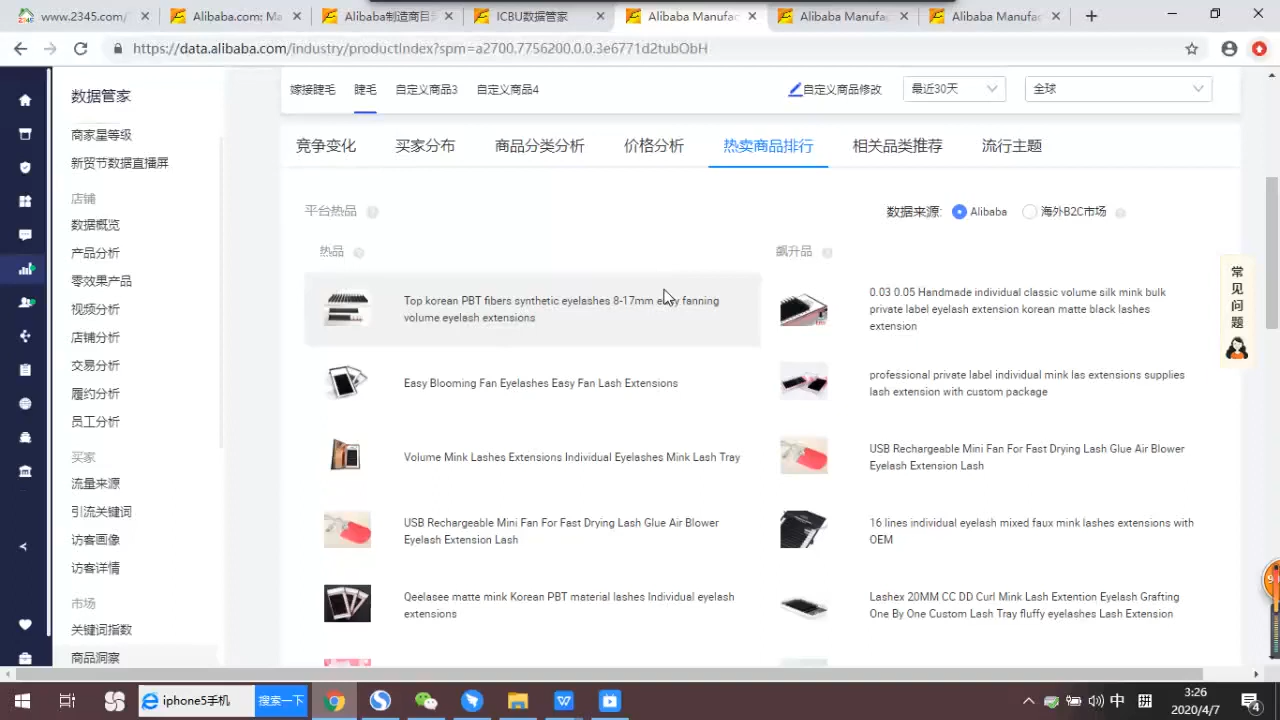 www.2345.com/
Alibaba.com: Ma
Alibaba制造商目
ICBU数据管家
Alibaba Manufac
Alibaba Manufac
Alibaba Manufac
https://data.alibaba.com/industry/productIndex?spm=a2700.7756200.0.0.3e6771d2tubObH
数据管家
商家星等级
新贸节数据直播屏
店铺
数据概览
产品分析
零效果产品
视频分析
店铺分析
交易分析
履约分析
员工分析
买家
流量来源
引流关键词
访客画像
访客详情
市场
关键词指数
商品洞察
嫁接睫毛 睫毛 自定义商品3 自定义商品4
自定义商品修改 最近30天 全球
竞争变化 买家分布 商品分类分析 价格分析 热卖商品排行 相关品类推荐 流行主题
平台热品
数据来源: Alibaba 海外B2C市场
热品
Top korean PBT fibers synthetic eyelashes 8-17mm easy fanning
volume eyelash extensions
Easy Blooming Fan Eyelashes Easy Fan Lash Extensions
Volume Mink Lashes Extensions Individual Eyelashes Mink Lash Tray
USB Rechargeable Mini Fan For Fast Drying Lash Glue Air Blower
Eyelash Extension Lash
Qeelasee matte mink Korean PBT material lashes Individual eyelash
extensions
飙升品
0.03 0.05 Handmade individual classic volume silk mink bulk
private label eyelash extension korean matte black lashes
extension
professional private label individual mink las extensions supplies
lash extension with custom package
USB Rechargeable Mini Fan For Fast Drying Lash Glue Air Blower
Eyelash Extension Lash
16 lines individual eyelash mixed faux mink lashes extensions with
OEM
Lashex 20MM CC DD Curl Mink Lash Extention Eyelash Grafting
One By One Custom Lash Tray fluffy eyelashes Lash Extension
常
见
问
题
iphone5手机 搜索一下
中
拼
3:26
2020/4/7
4